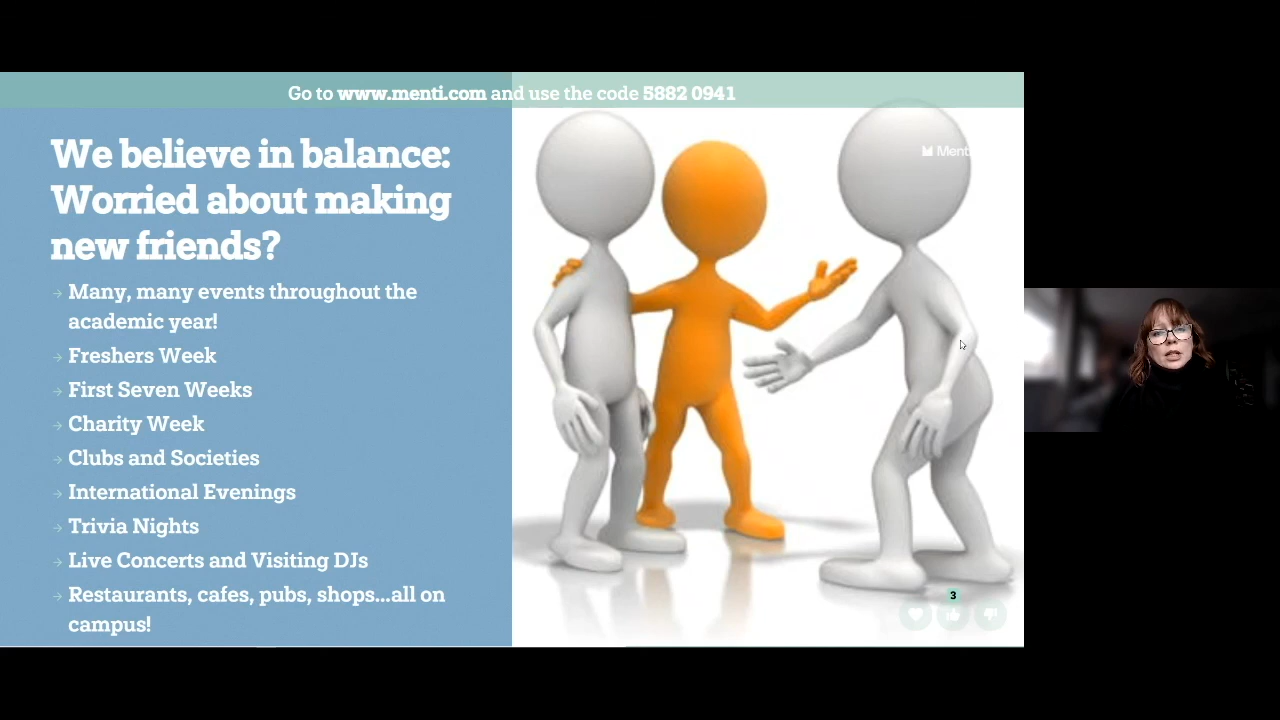 Go to www.menti.com and use the code 5882 0941
We believe in balance:
Worried about making
new friends?
Many, many events throughout the
academic year!
Freshers Week
First Seven Weeks
Charity Week
Clubs and Societies
International Evenings
Trivia Nights
Live Concerts and Visiting DJs
Restaurants, cafes, pubs, shops...all on
campus!
Ment
3